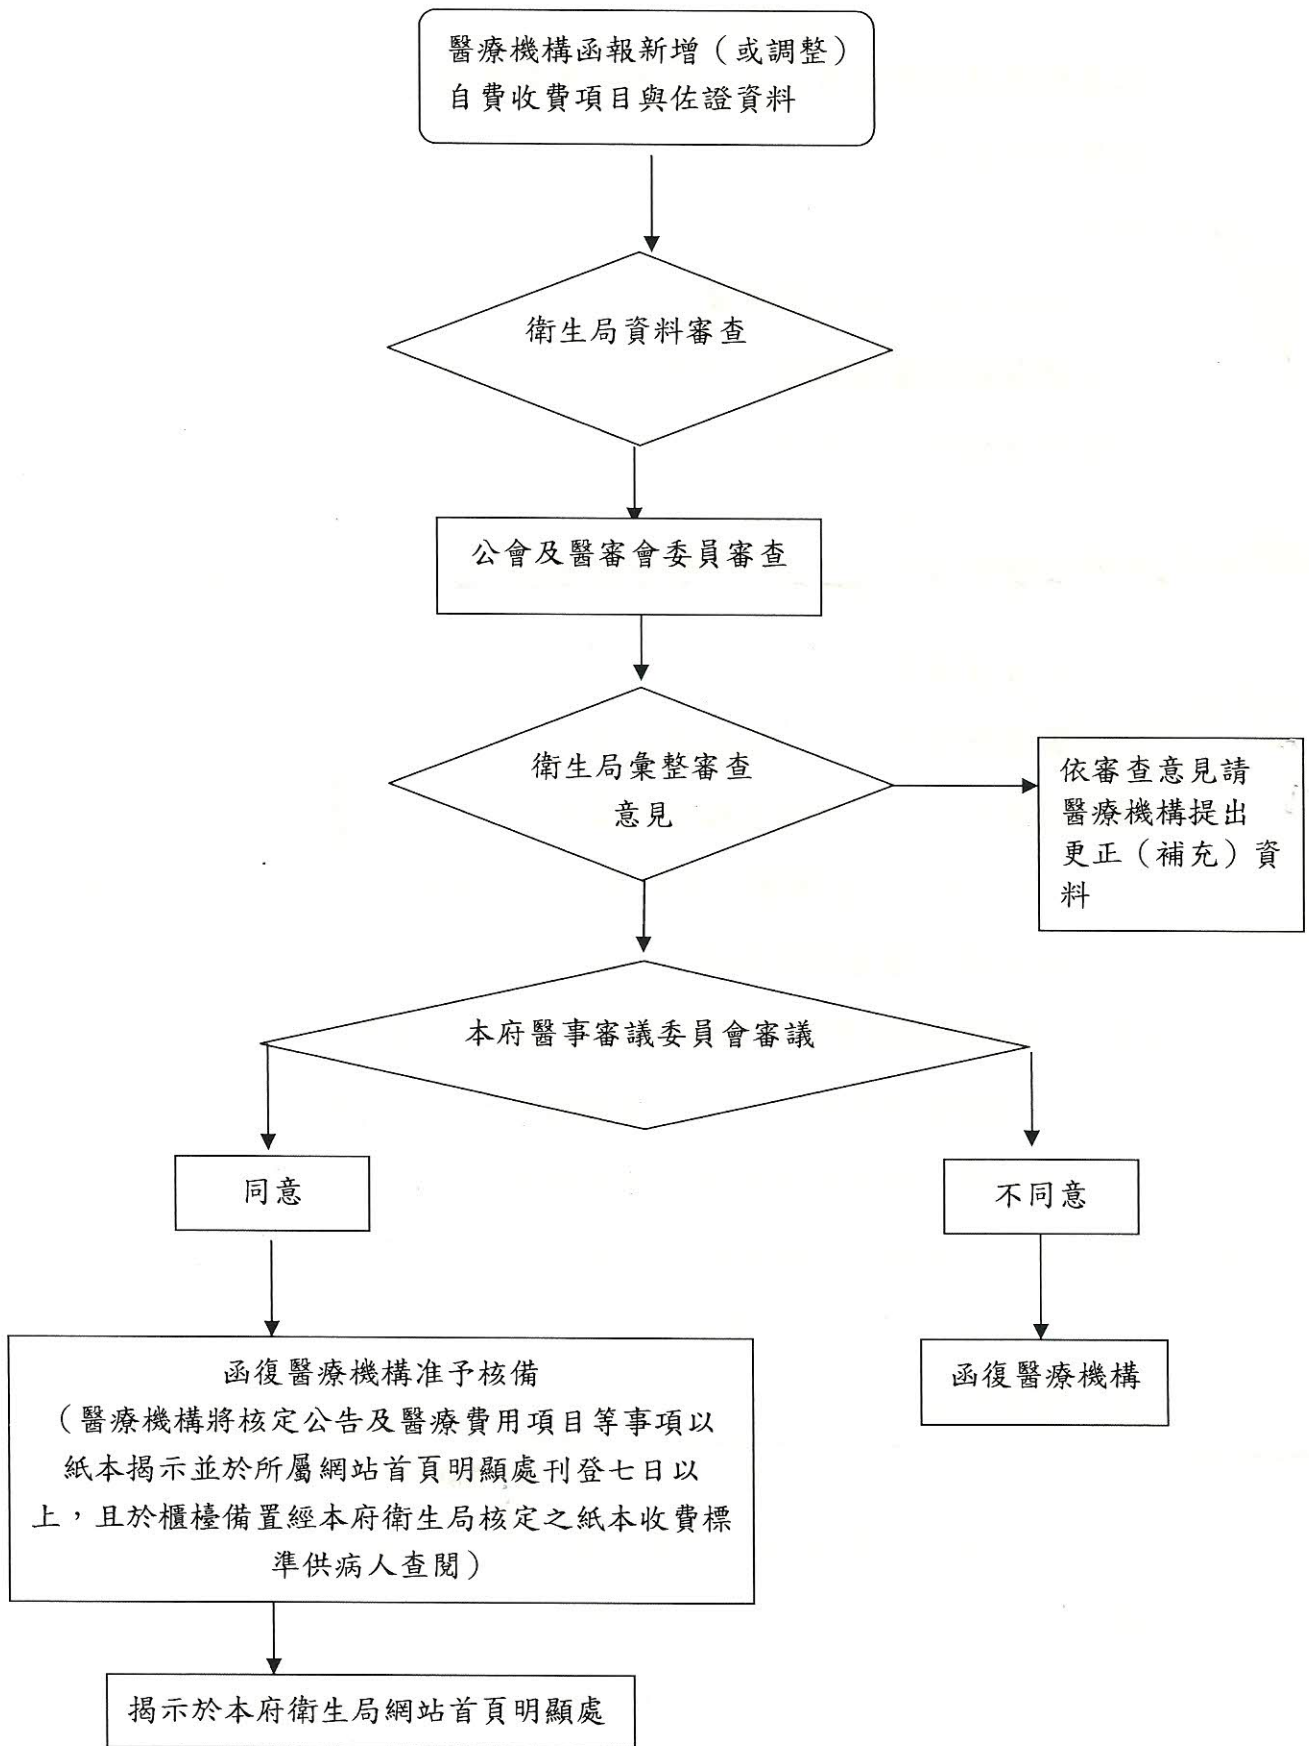 醫療機構函報新增（或調整）
自費收費項目與佐證資料
衛生局資料審查
公會及醫審會委員審查
衛生局彙整審查
意見
依審查意見請
醫療機構提出
更正（補充）資
料
本府醫事審議委員會審議
同意
不同意
函復醫療機構准予核備
（醫療機構將核定公告及醫療費用項目等事項以
紙本揭示並於所屬網站首頁明顯處刊登七日以
上，且於櫃檯備置經本府衛生局核定之紙本收費標
準供病人查閱）
函復醫療機構
揭示於本府衛生局網站首頁明顯處